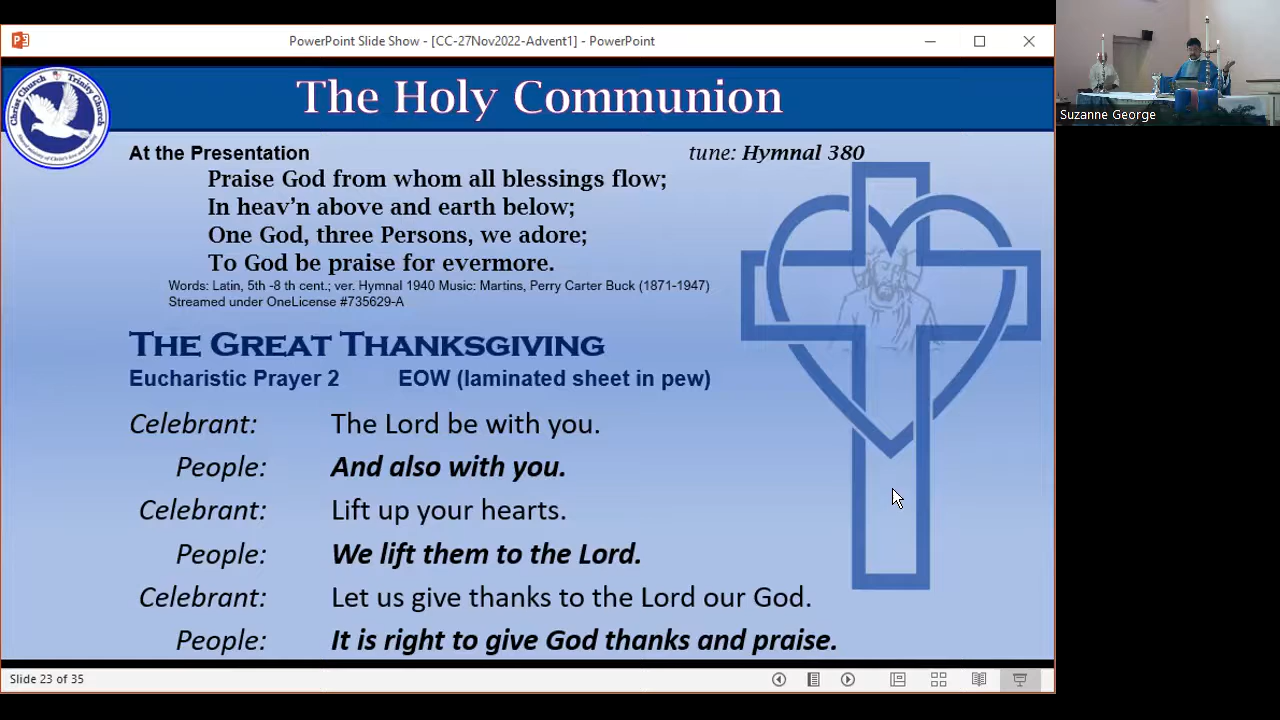 PowerPoint Slide Show - [CC-27Nov2022-Advent1] - PowerPoint
Suzanne George
Christ Church Trinity Church
The Holy Communion
At the Presentation tune: Hymnal 380
Praise God from whom all blessings flow;
In heav'n above and earth below;
One God, three Persons, we adore;
To God be praise for evermore.
Words: Latin, 5th -8 th cent.; ver. Hymnal 1940 Music: Martins, Perry Carter Buck (1871-1947)
Streamed under OneLicense #735629-A
The Great Thanksgiving
Eucharistic Prayer 2 EOW (laminated sheet in pew)
Celebrant: The Lord be with you.
People: And also with you.
Celebrant: Lift up your hearts.
People: We lift them to the Lord.
Celebrant: Let us give thanks to the Lord our God.
People: It is right to give God thanks and praise.
Slide 23 of 35